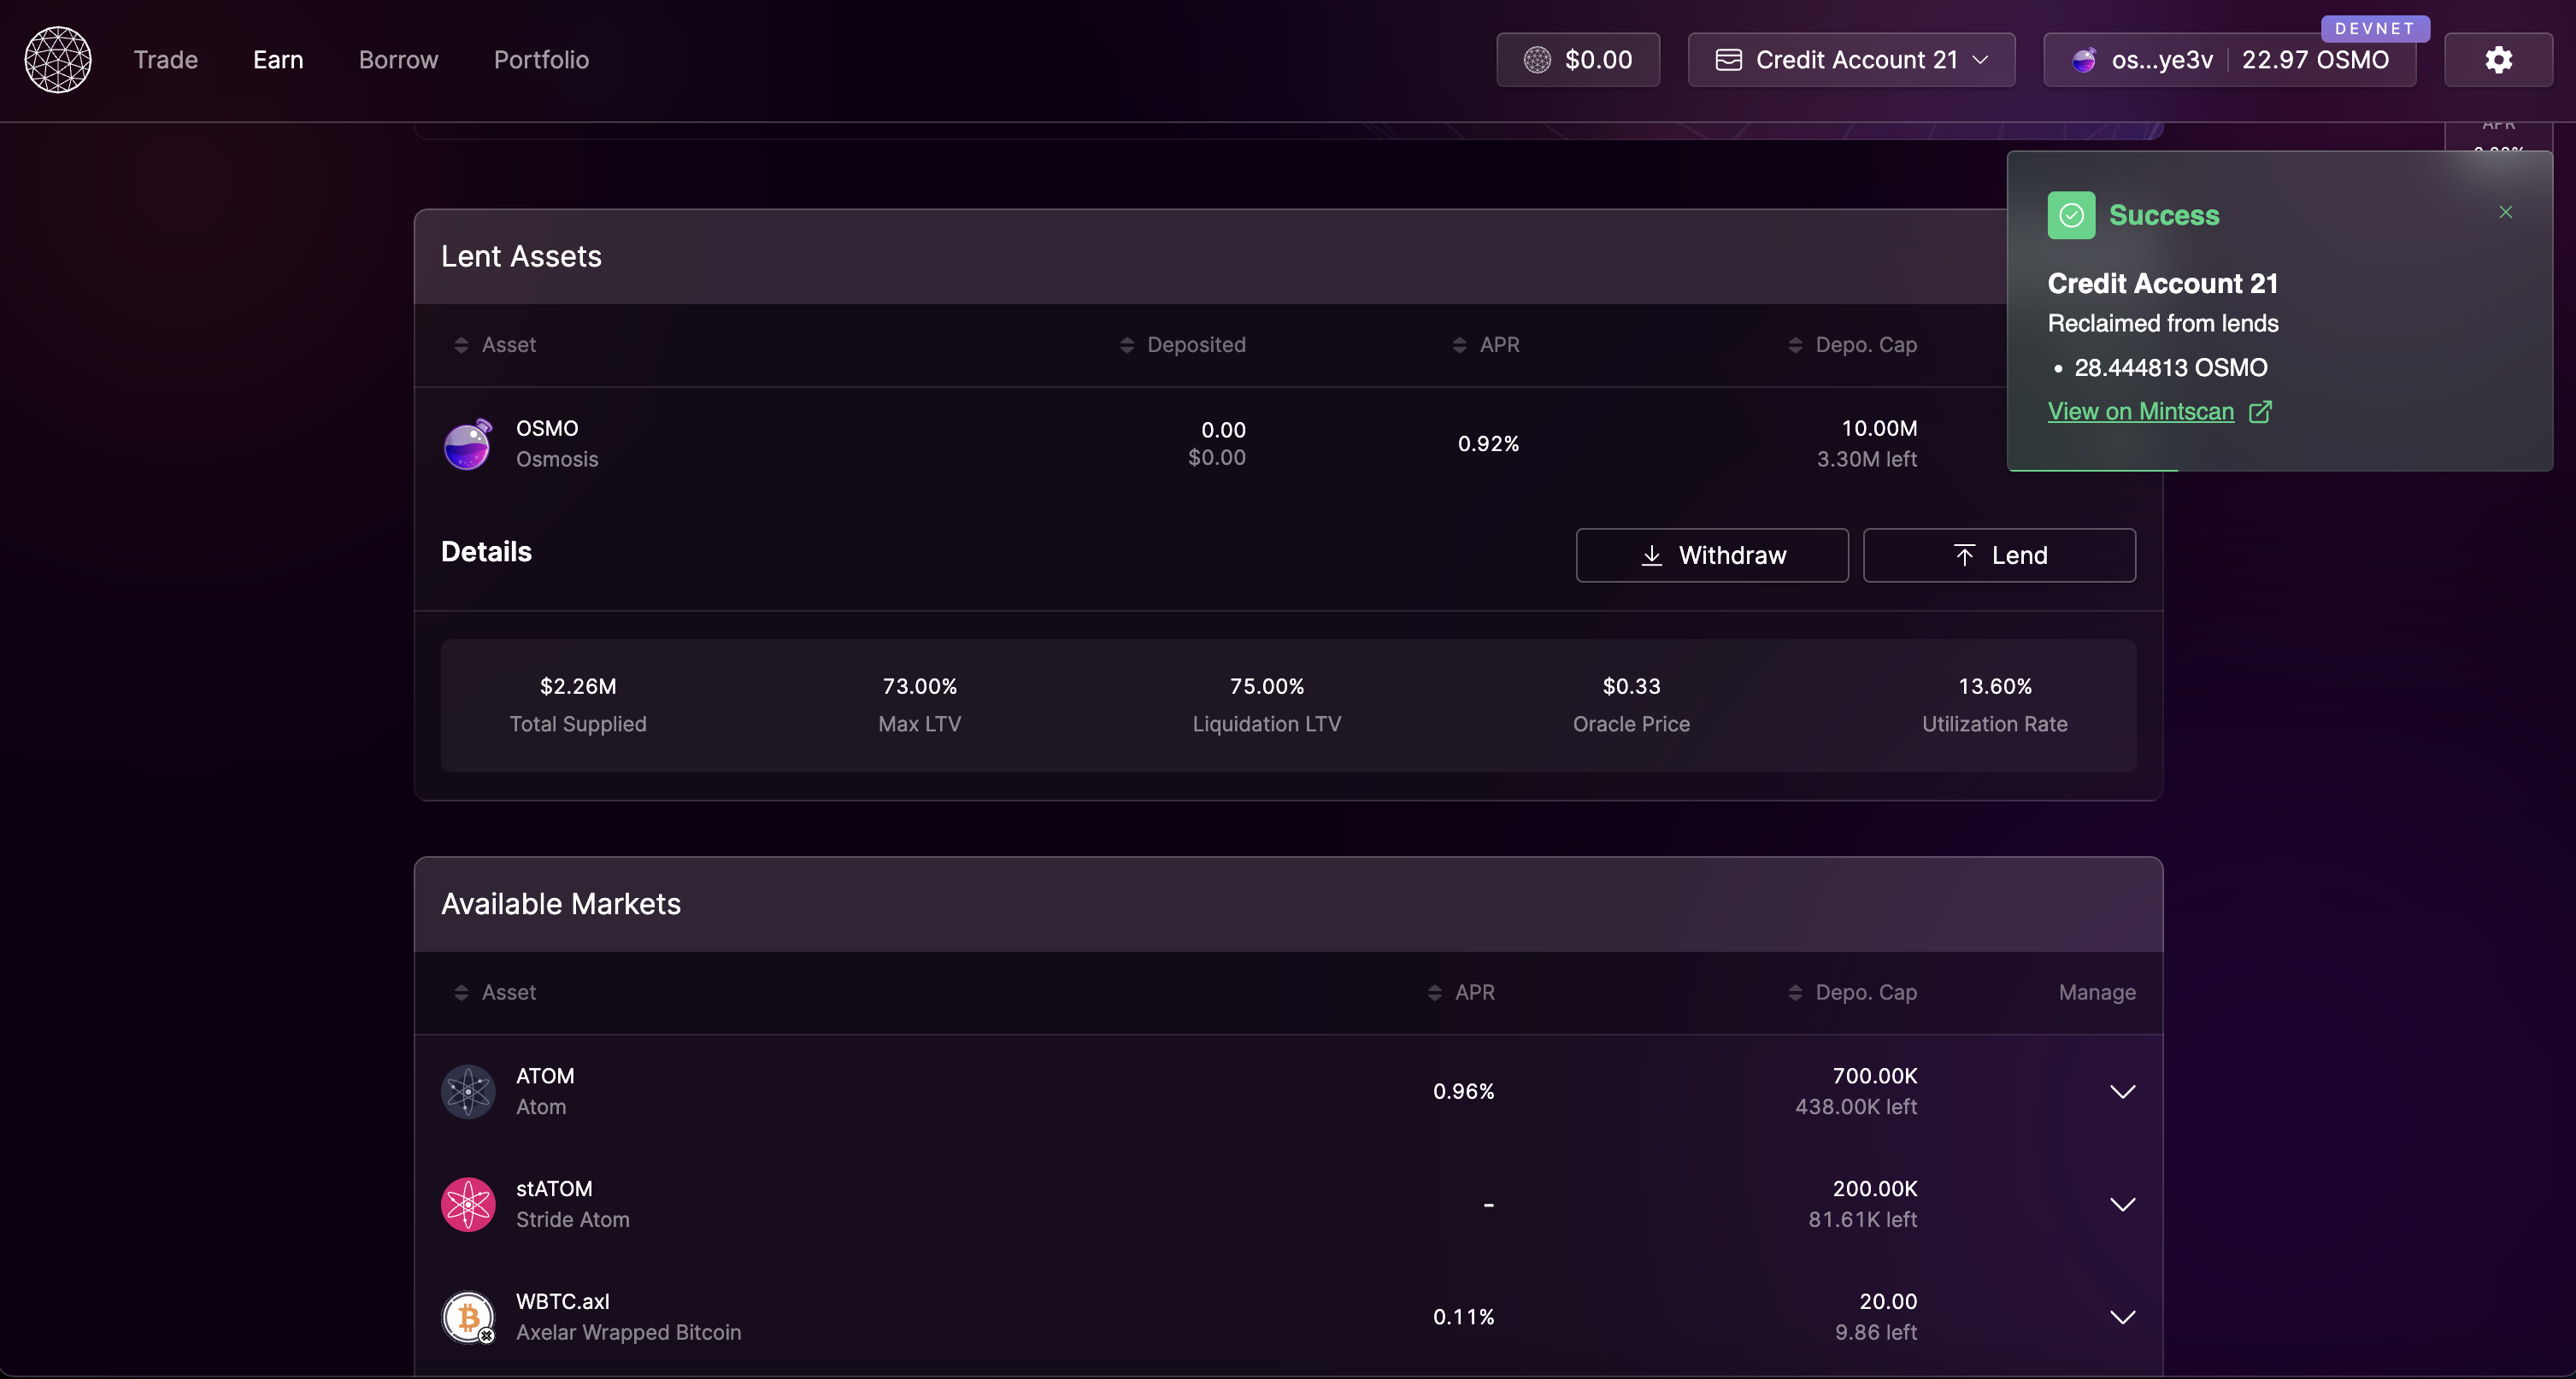 DEVNET
Trade Earn Borrow Portfolio $0.00 Credit Account 21 os...ye3v 22.97 OSMO
APR
Success
Credit Account 21
Reclaimed from lends
• 28.444813 OSMO
View on Mintscan
Lent Assets
Asset Deposited APR Depo. Cap
OSMO 0.00 0.92% 10.00M
Osmosis $0.00 3.30M left
Details Withdraw Lend
$2.26M 73.00% 75.00% $0.33 13.60%
Total Supplied Max LTV Liquidation LTV Oracle Price Utilization Rate
Available Markets
Asset APR Depo. Cap Manage
ATOM 0.96% 700.00K
Atom 438.00K left
stATOM – 200.00K
Stride Atom 81.61K left
WBTC.axl 0.11% 20.00
Axelar Wrapped Bitcoin 9.86 left